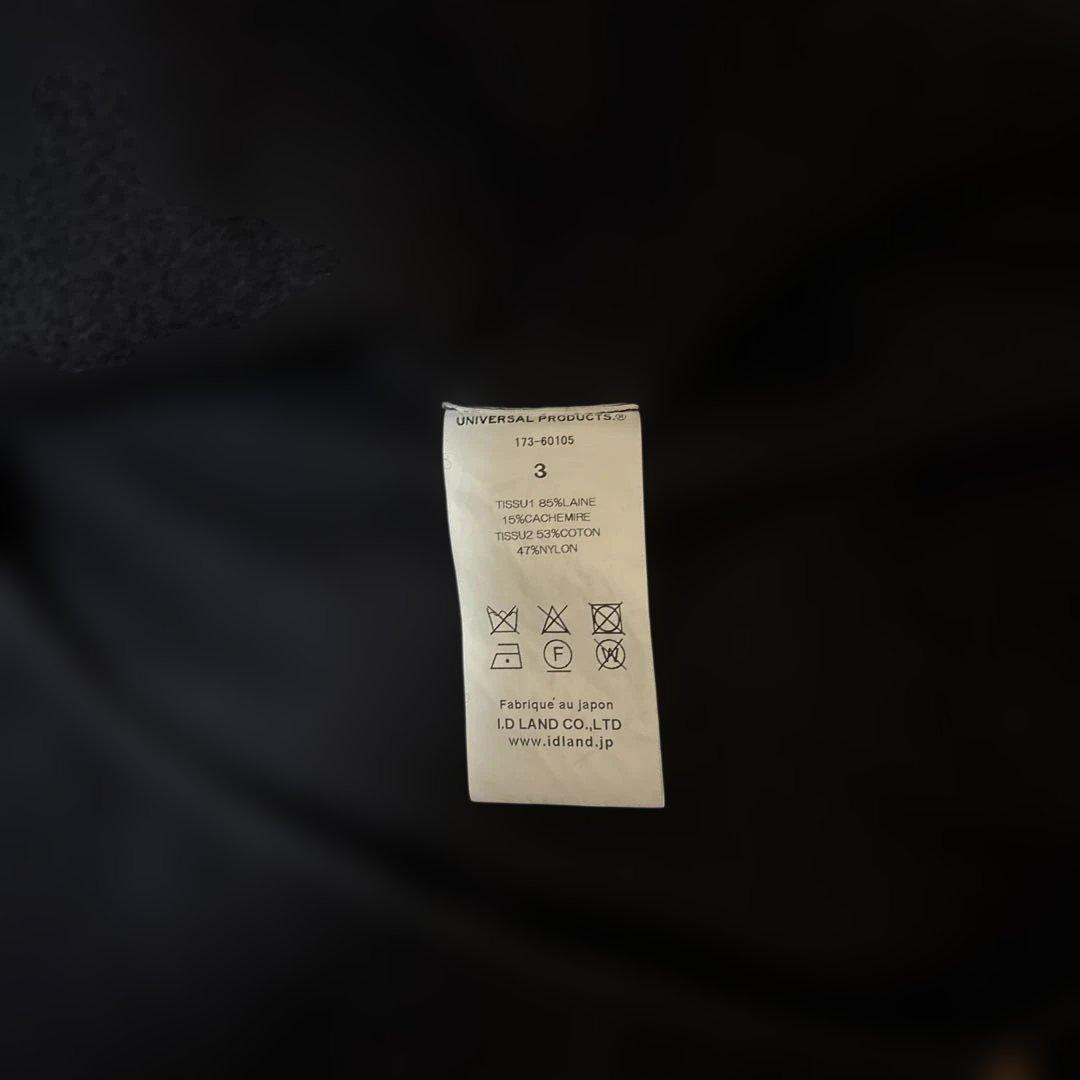 UNIVERSAL PRODUCTS.®
173-60105
3
TISSU1 85%LAINE
15%CACHEMIRE
TISSU2 53%COTON
47%NYLON
F
W
Fabriqué au japon
I.D LAND CO.,LTD
www.idland.jp